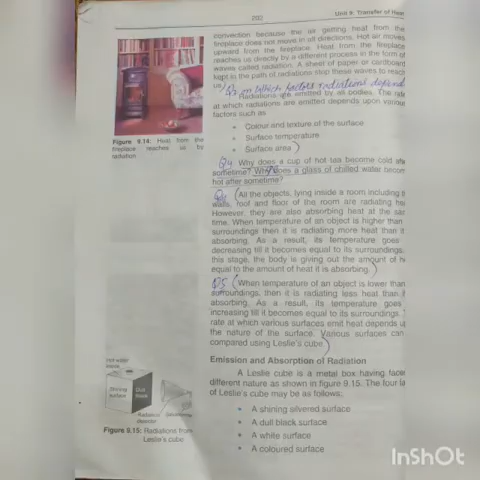 202
Unit 9: Transfer of Heat
convection because the air getting heat from the
fireplace does not move in all directions. Hot air moves
upward from the fireplace. Heat from the fireplace
reaches us directly by a different process in the form of
waves called radiation. A sheet of paper or cardboard
kept in the path of radiations stop these waves to reach
us.
Q3 on which factors radiations depend
Radiations are emitted by all bodies. The rate
at which radiations are emitted depends upon various
factors such as
• Colour and texture of the surface
• Surface temperature
• Surface area
Figure 9.14: Heat from the
fireplace reaches us by
radiation
Q4 Why does a cup of hot tea become cold after
sometime? Why does a glass of chilled water become
hot after sometime?
All the objects, lying inside a room including the
walls, roof and floor of the room are radiating heat.
However, they are also absorbing heat at the same
time. When temperature of an object is higher than
surroundings then it is radiating more heat than it
absorbing. As a result, its temperature goes
decreasing till it becomes equal to its surroundings.
this stage, the body is giving out the amount of he
equal to the amount of heat it is absorbing.
Q5 When temperature of an object is lower than
surroundings, then it is radiating less heat than it
absorbing. As a result, its temperature goes
increasing till it becomes equal to its surroundings.
rate at which various surfaces emit heat depends up
the nature of the surface. Various surfaces can
compared using Leslie's cube.
Emission and Absorption of Radiation
A Leslie cube is a metal box having faces
different nature as shown in figure 9.15. The four fa
of Leslie's cube may be as follows;
• A shining silvered surface
• A dull black surface
• A white surface
• A coloured surface
Hot water
Shining
surface
Dull
black
Radiation
detector
Figure 9.15: Radiations from
Leslie's cube
InShOt